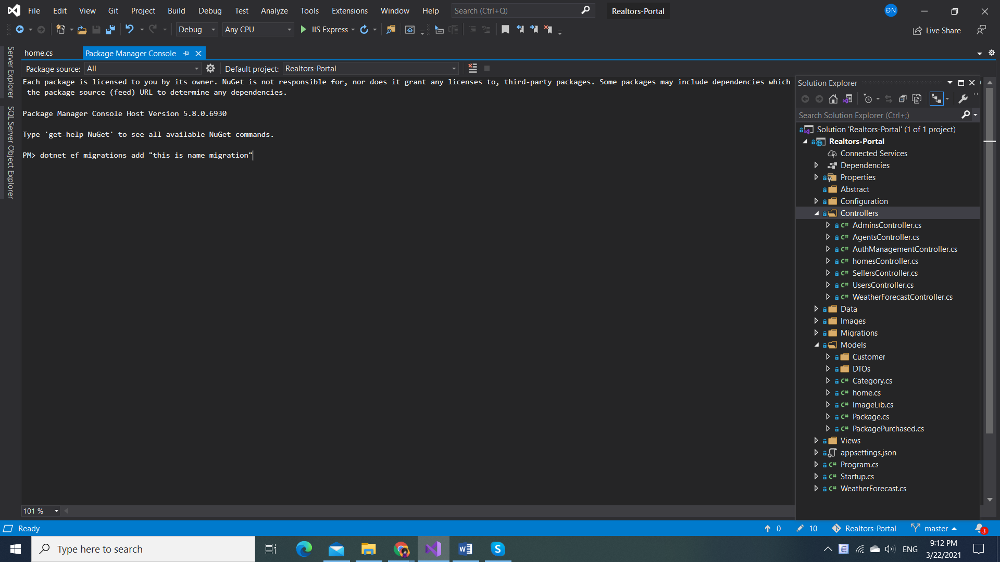 File Edit View Git Project Build Debug Test Analyze Tools Extensions Window Help Search (Ctrl+Q) Realtors-Portal ĐN
Debug Any CPU IIS Express Live Share
Server Explorer
SQL Server Object Explorer
home.cs Package Manager Console
Package source: All Default project: Realtors-Portal
Each package is licensed to you by its owner. NuGet is not responsible for, nor does it grant any licenses to, third-party packages. Some packages may include dependencies which
the package source (feed) URL to determine any dependencies.
Package Manager Console Host Version 5.8.0.6930
Type 'get-help NuGet' to see all available NuGet commands.
PM> dotnet ef migrations add "this is name migration"
101 %
Solution Explorer
Search Solution Explorer (Ctrl+;)
Solution 'Realtors-Portal' (1 of 1 project)
Realtors-Portal
Connected Services
Dependencies
Properties
Abstract
Configuration
Controllers
C# AdminsController.cs
C# AgentsController.cs
C# AuthManagementController.cs
C# homesController.cs
C# SellersController.cs
C# UsersController.cs
C# WeatherForecastController.cs
Data
Images
Migrations
Models
Customer
DTOs
C# Category.cs
C# home.cs
C# ImageLib.cs
C# Package.cs
C# PackagePurchased.cs
Views
appsettings.json
C# Program.cs
C# Startup.cs
C# WeatherForecast.cs
Ready 0 10 Realtors-Portal master 3
Type here to search ENG 9:12 PM
3/22/2021